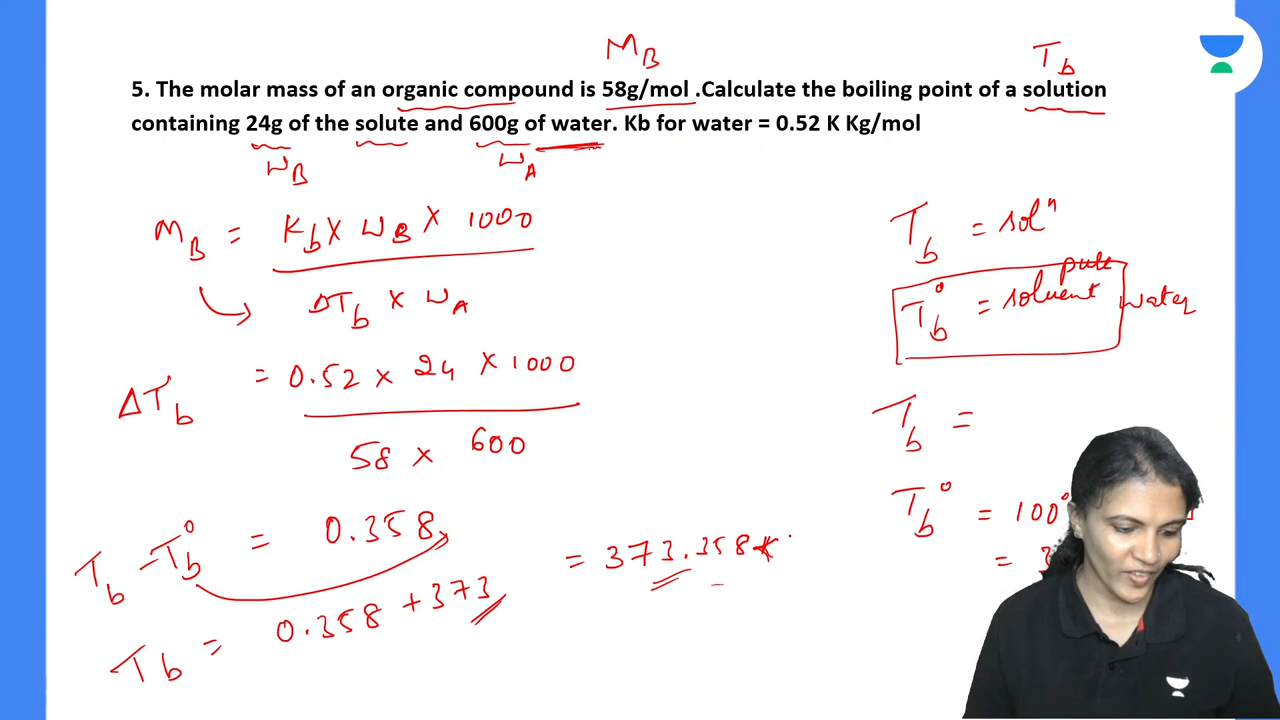 M_B
T_b
5. The molar mass of an organic compound is 58g/mol .Calculate the boiling point of a solution
containing 24g of the solute and 600g of water. Kb for water = 0.52 K Kg/mol
W_B
W_A
M_B = K_b × W_B × 1000
ΔT_b × W_A
ΔT_b = 0.52 × 24 × 1000
58 × 600
T_b - T_b° = 0.358
T_b = 0.358 + 373 = 373.358 K
T_b = solⁿ
pure
T_b° = solvent water
T_b =
T_b° = 100°
= 3